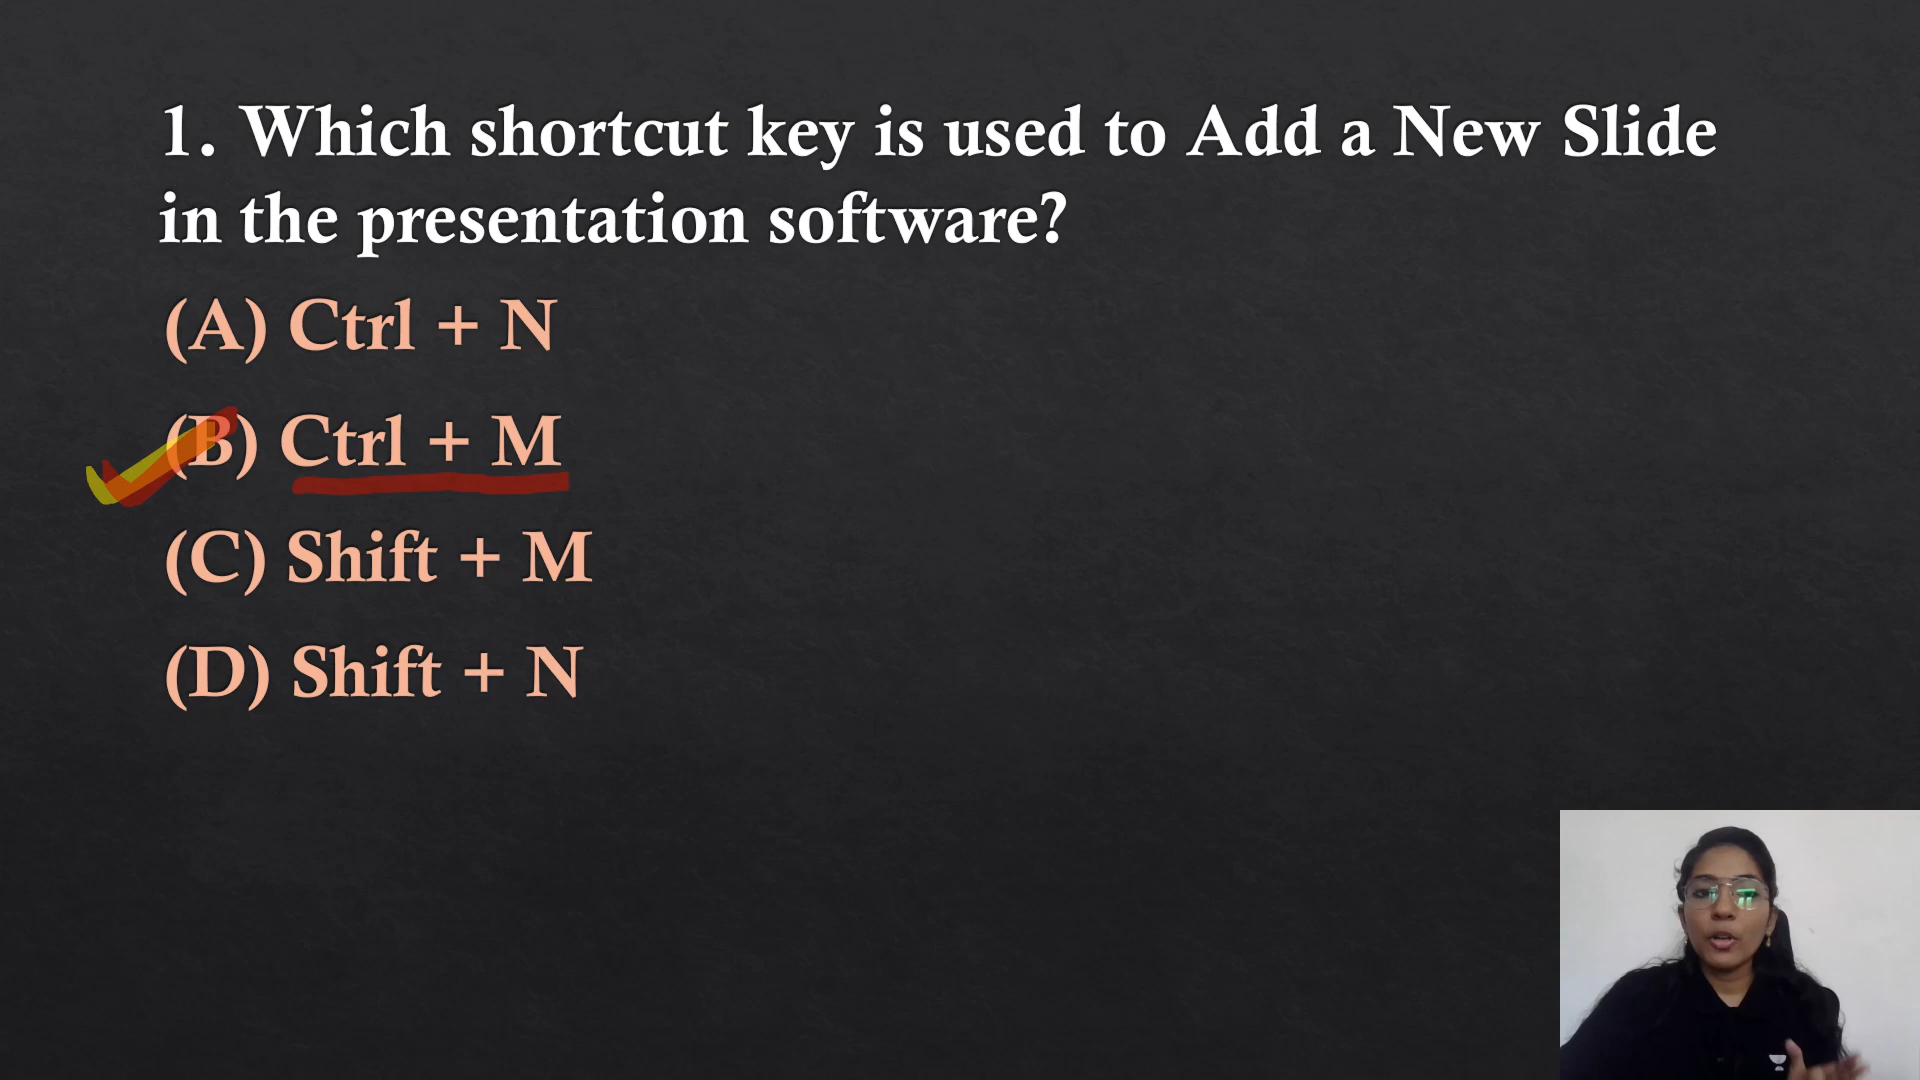 1. Which shortcut key is used to Add a New Slide
in the presentation software?
(A) Ctrl + N
(B) Ctrl + M
(C) Shift + M
(D) Shift + N